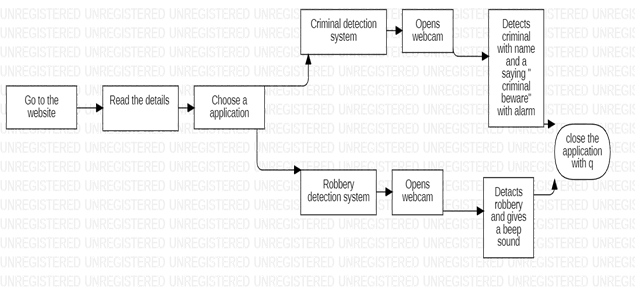 Go to the
website
Read the details
Choose a
application
Criminal detection
system
Opens
webcam
Detects
criminal
with name
and a
saying "
criminal
beware"
with alarm
Robbery
detection system
Opens
webcam
Detacts
robbery
and gives
a beep
sound
close the
application
with q
UNREGISTERED